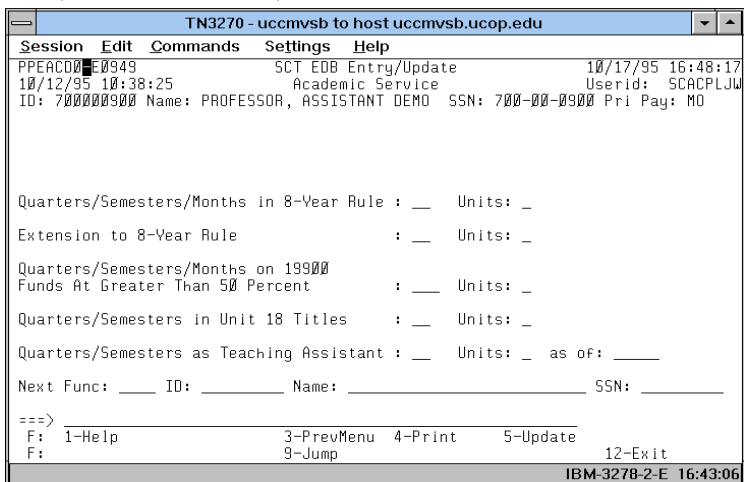 TN3270 - uccmvsb to host uccmvsb.ucop.edu
Session Edit Commands Settings Help
PPEACD0-E0949 SCT EDB Entry/Update 10/17/95 16:48:17
10/12/95 10:38:25 Academic Service Userid: SCACPLJW
ID: 700000900 Name: PROFESSOR, ASSISTANT DEMO SSN: 700-00-0900 Pri Pay: MO
Quarters/Semesters/Months in 8-Year Rule : __ Units: _
Extension to 8-Year Rule : __ Units: _
Quarters/Semesters/Months on 19900
Funds At Greater Than 50 Percent : ___ Units: _
Quarters/Semesters in Unit 18 Titles : __ Units: _
Quarters/Semesters as Teaching Assistant : __ Units: _ as of: _____
Next Func: ____ ID: _________ Name: __________________________ SSN: _________
===>
F: 1-Help 3-PrevMenu 4-Print 5-Update
F: 9-Jump 12-Exit
IBM-3278-2-E 16:43:06